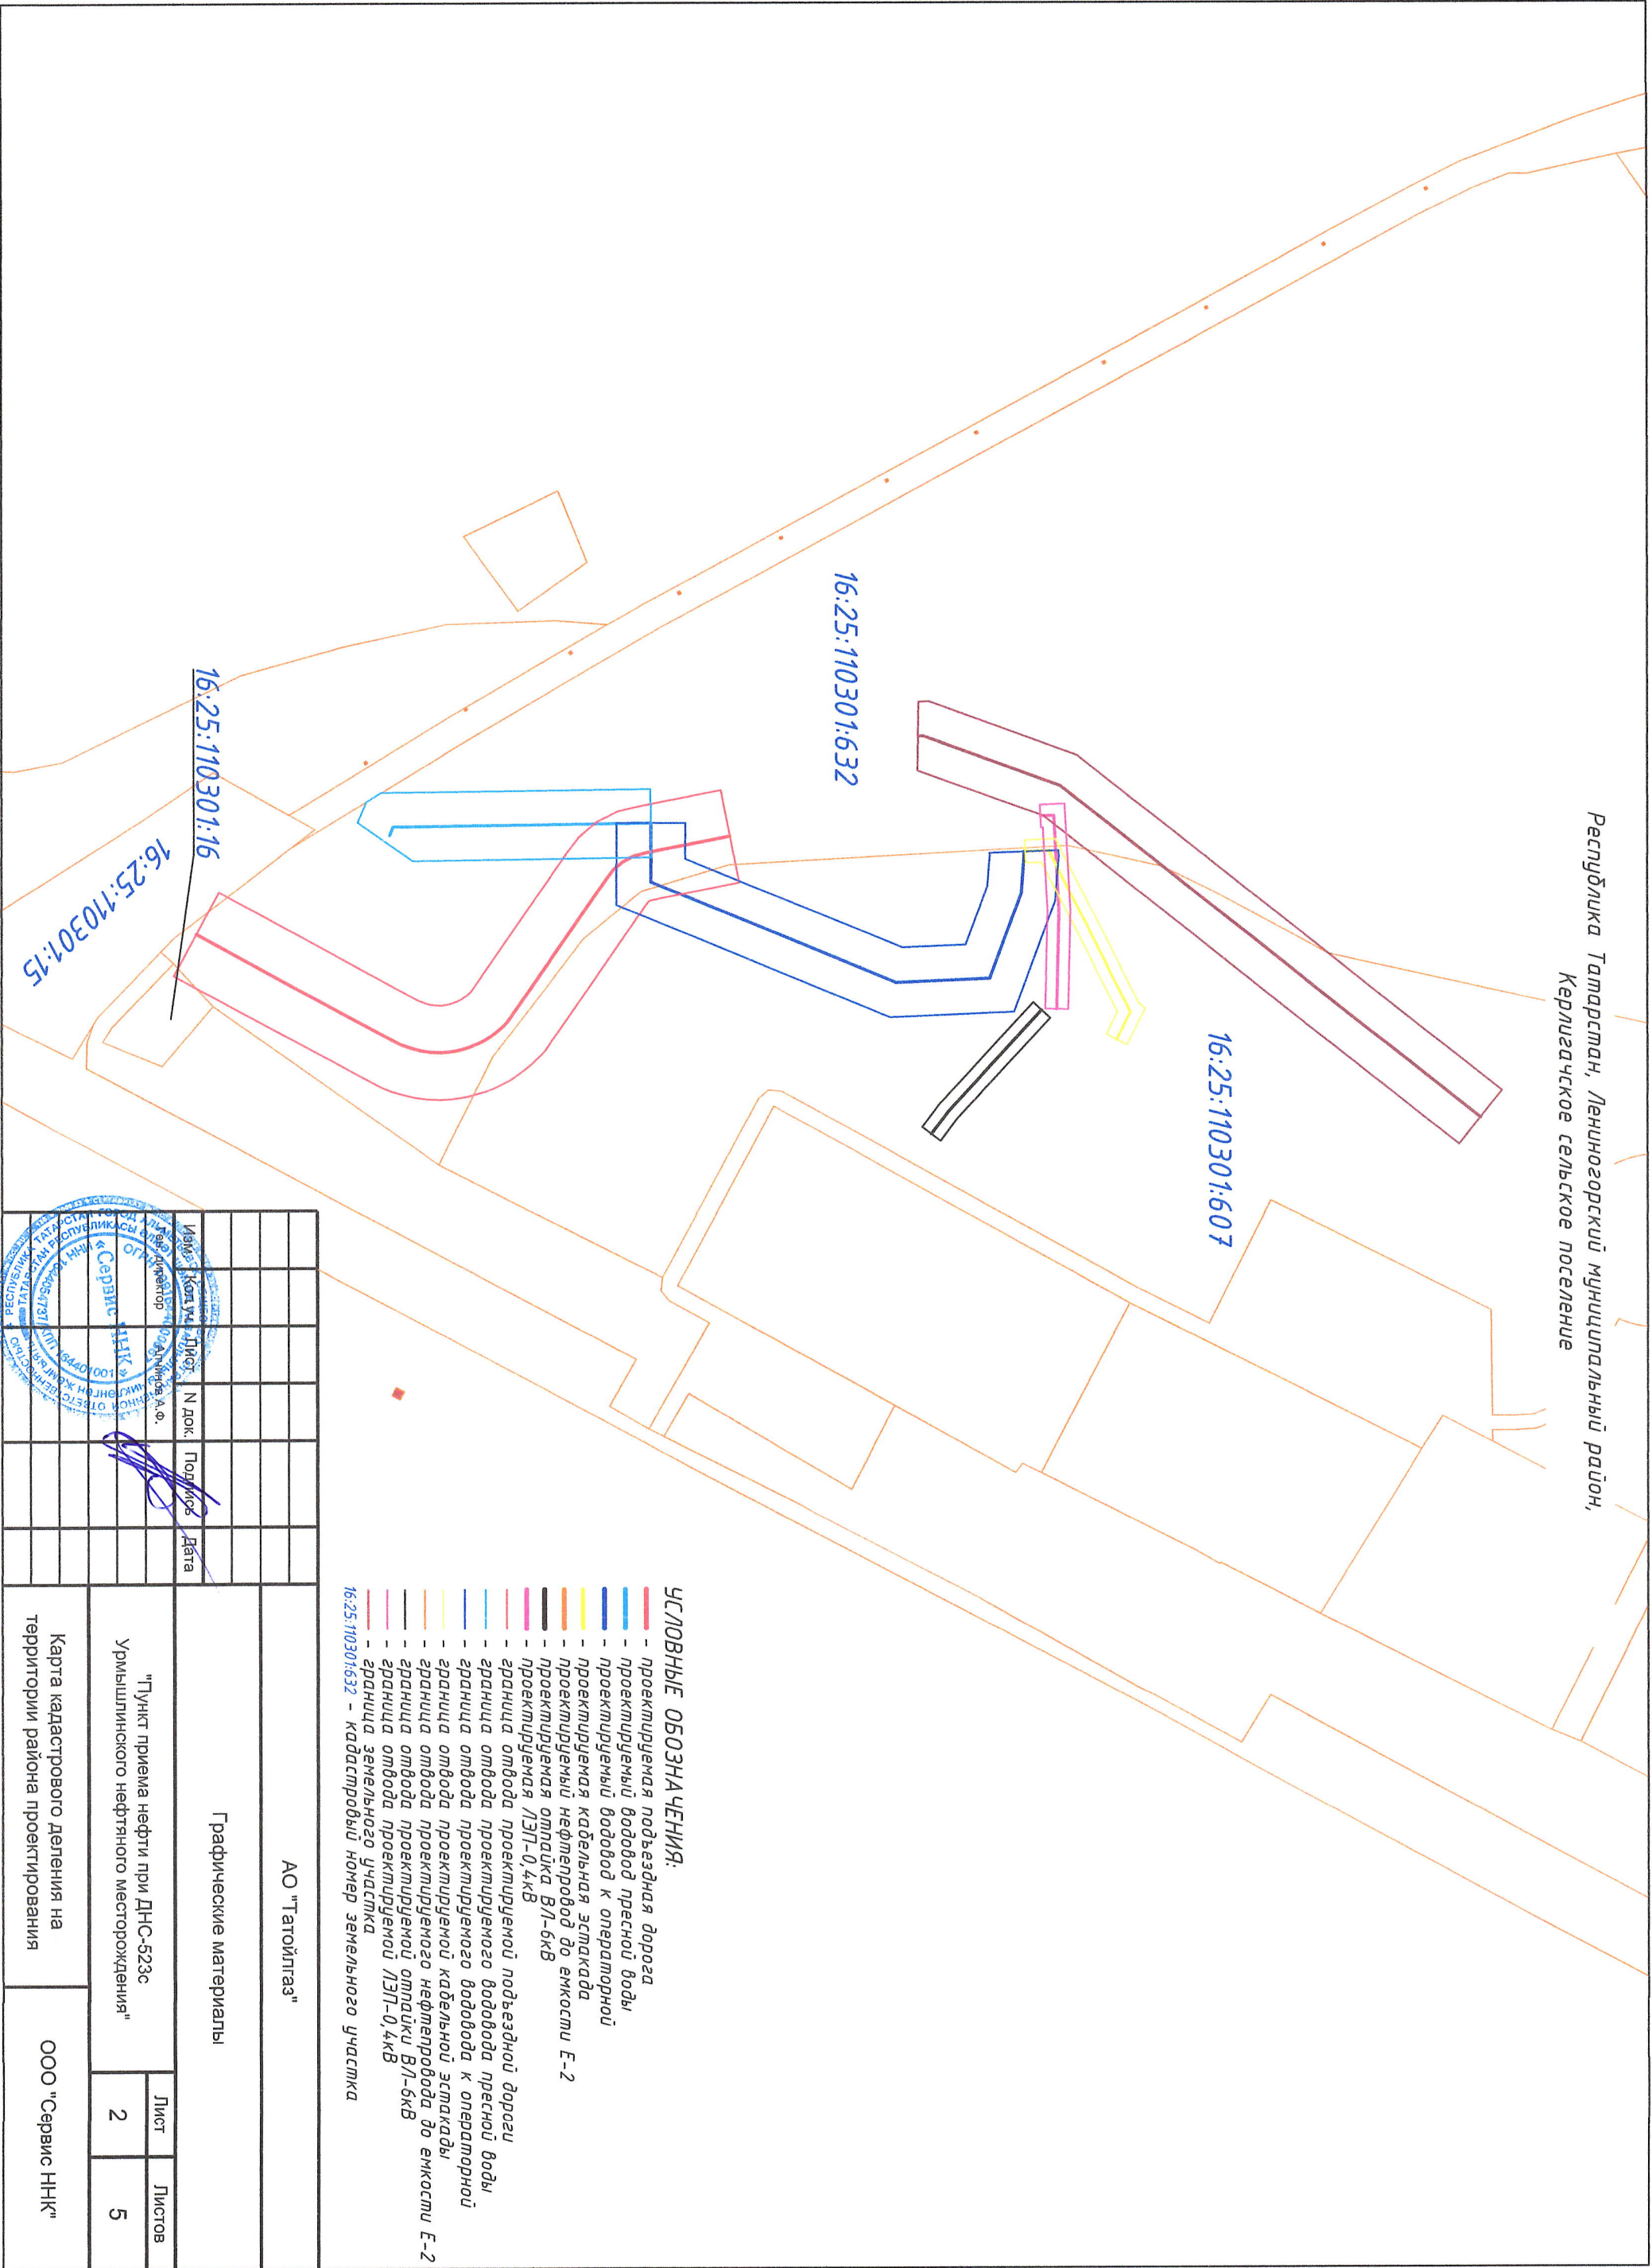 Республика Татарстан, Лениногорский муниципальный район,
Керлигачское сельское поселение
16:25:110301:632
16:25:110301:607
16:25:110301:16
16:25:110301:15
УСЛОВНЫЕ ОБОЗНАЧЕНИЯ:
- проектируемая подъездная дорога
- проектируемый водовод пресной воды
- проектируемый водовод к операторной
- проектируемая кабельная эстакада
- проектируемый нефтепровод до емкости Е-2
- проектируемая отпайка ВЛ-6кВ
- проектируемая ЛЭП-0,4кВ
- граница отвода проектируемой подъездной дороги
- граница отвода проектируемого водовода пресной воды
- граница отвода проектируемого водовода к операторной
- граница отвода проектируемой кабельной эстакады
- граница отвода проектируемого нефтепровода до емкости Е-2
- граница отвода проектируемой отпайки ВЛ-6кВ
- граница отвода проектируемой ЛЭП-0,4кВ
- граница земельного участка
16:25:110301:632 - кадастровый номер земельного участка
АО "Татойлгаз"
Графические материалы
Изм. Кол.уч. Лист N док. Подпись Дата
Ген. директор
"Пункт приема нефти при ДНС-523с
Урмышлинского нефтяного месторождения"
Лист Листов
2 5
Карта кадастрового деления на
территории района проектирования
ООО "Сервис ННК"
«Сервис ННК»
РЕСПУБЛИКА ТАТАРСТАН
ТАТАРСТАН РЕСПУБЛИКАСЫ